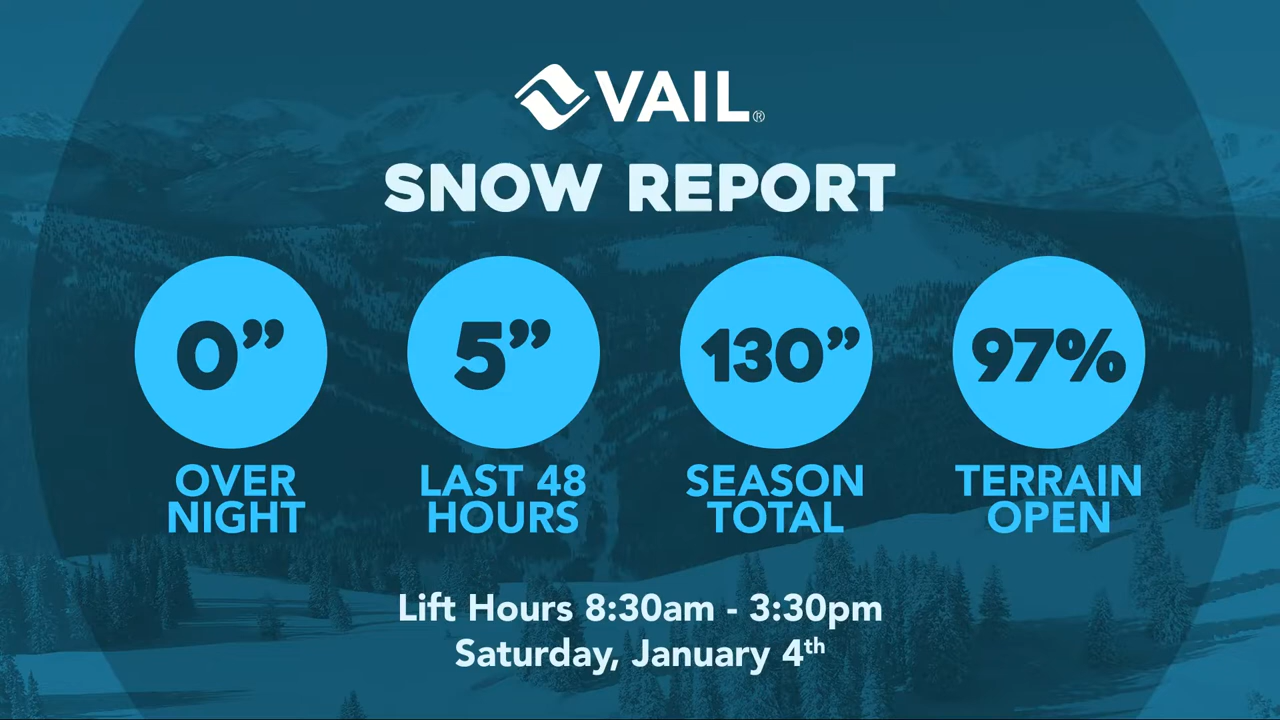 VAIL®
SNOW REPORT
0” 5” 130” 97%
OVER LAST 48 SEASON TERRAIN
NIGHT HOURS TOTAL OPEN
Lift Hours 8:30am - 3:30pm
Saturday, January 4th